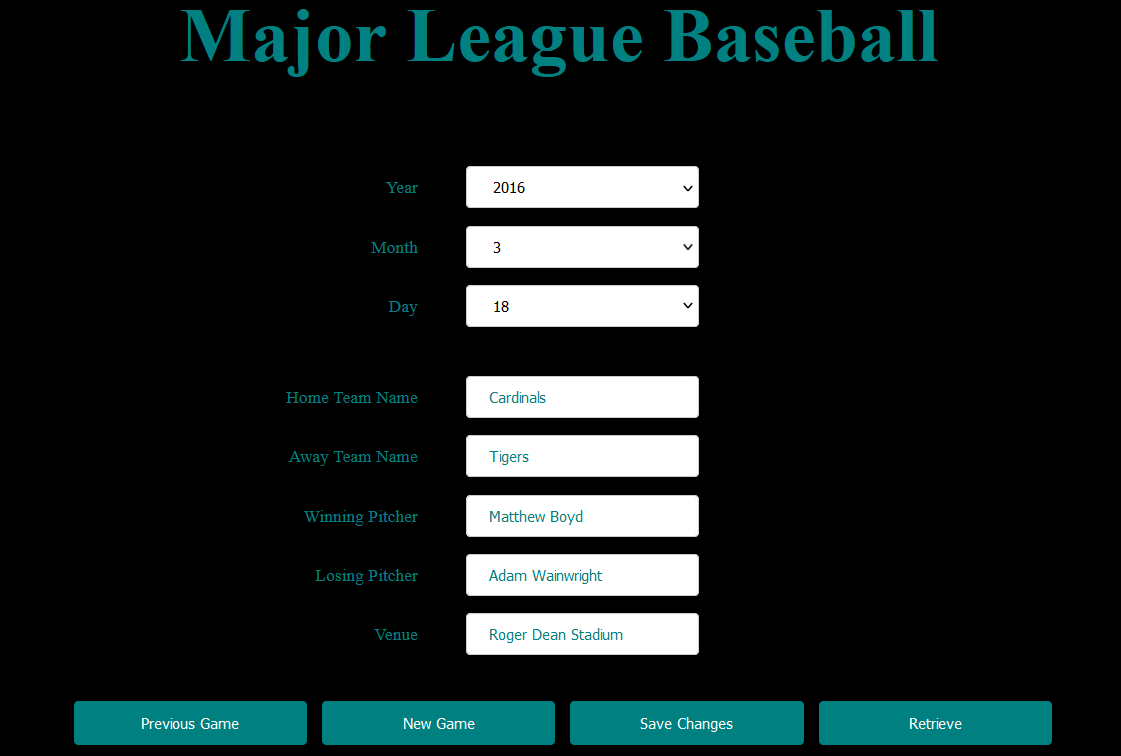 Major League Baseball
Year 2016
Month 3
Day 18
Home Team Name Cardinals
Away Team Name Tigers
Winning Pitcher Matthew Boyd
Losing Pitcher Adam Wainwright
Venue Roger Dean Stadium
Previous Game New Game Save Changes Retrieve